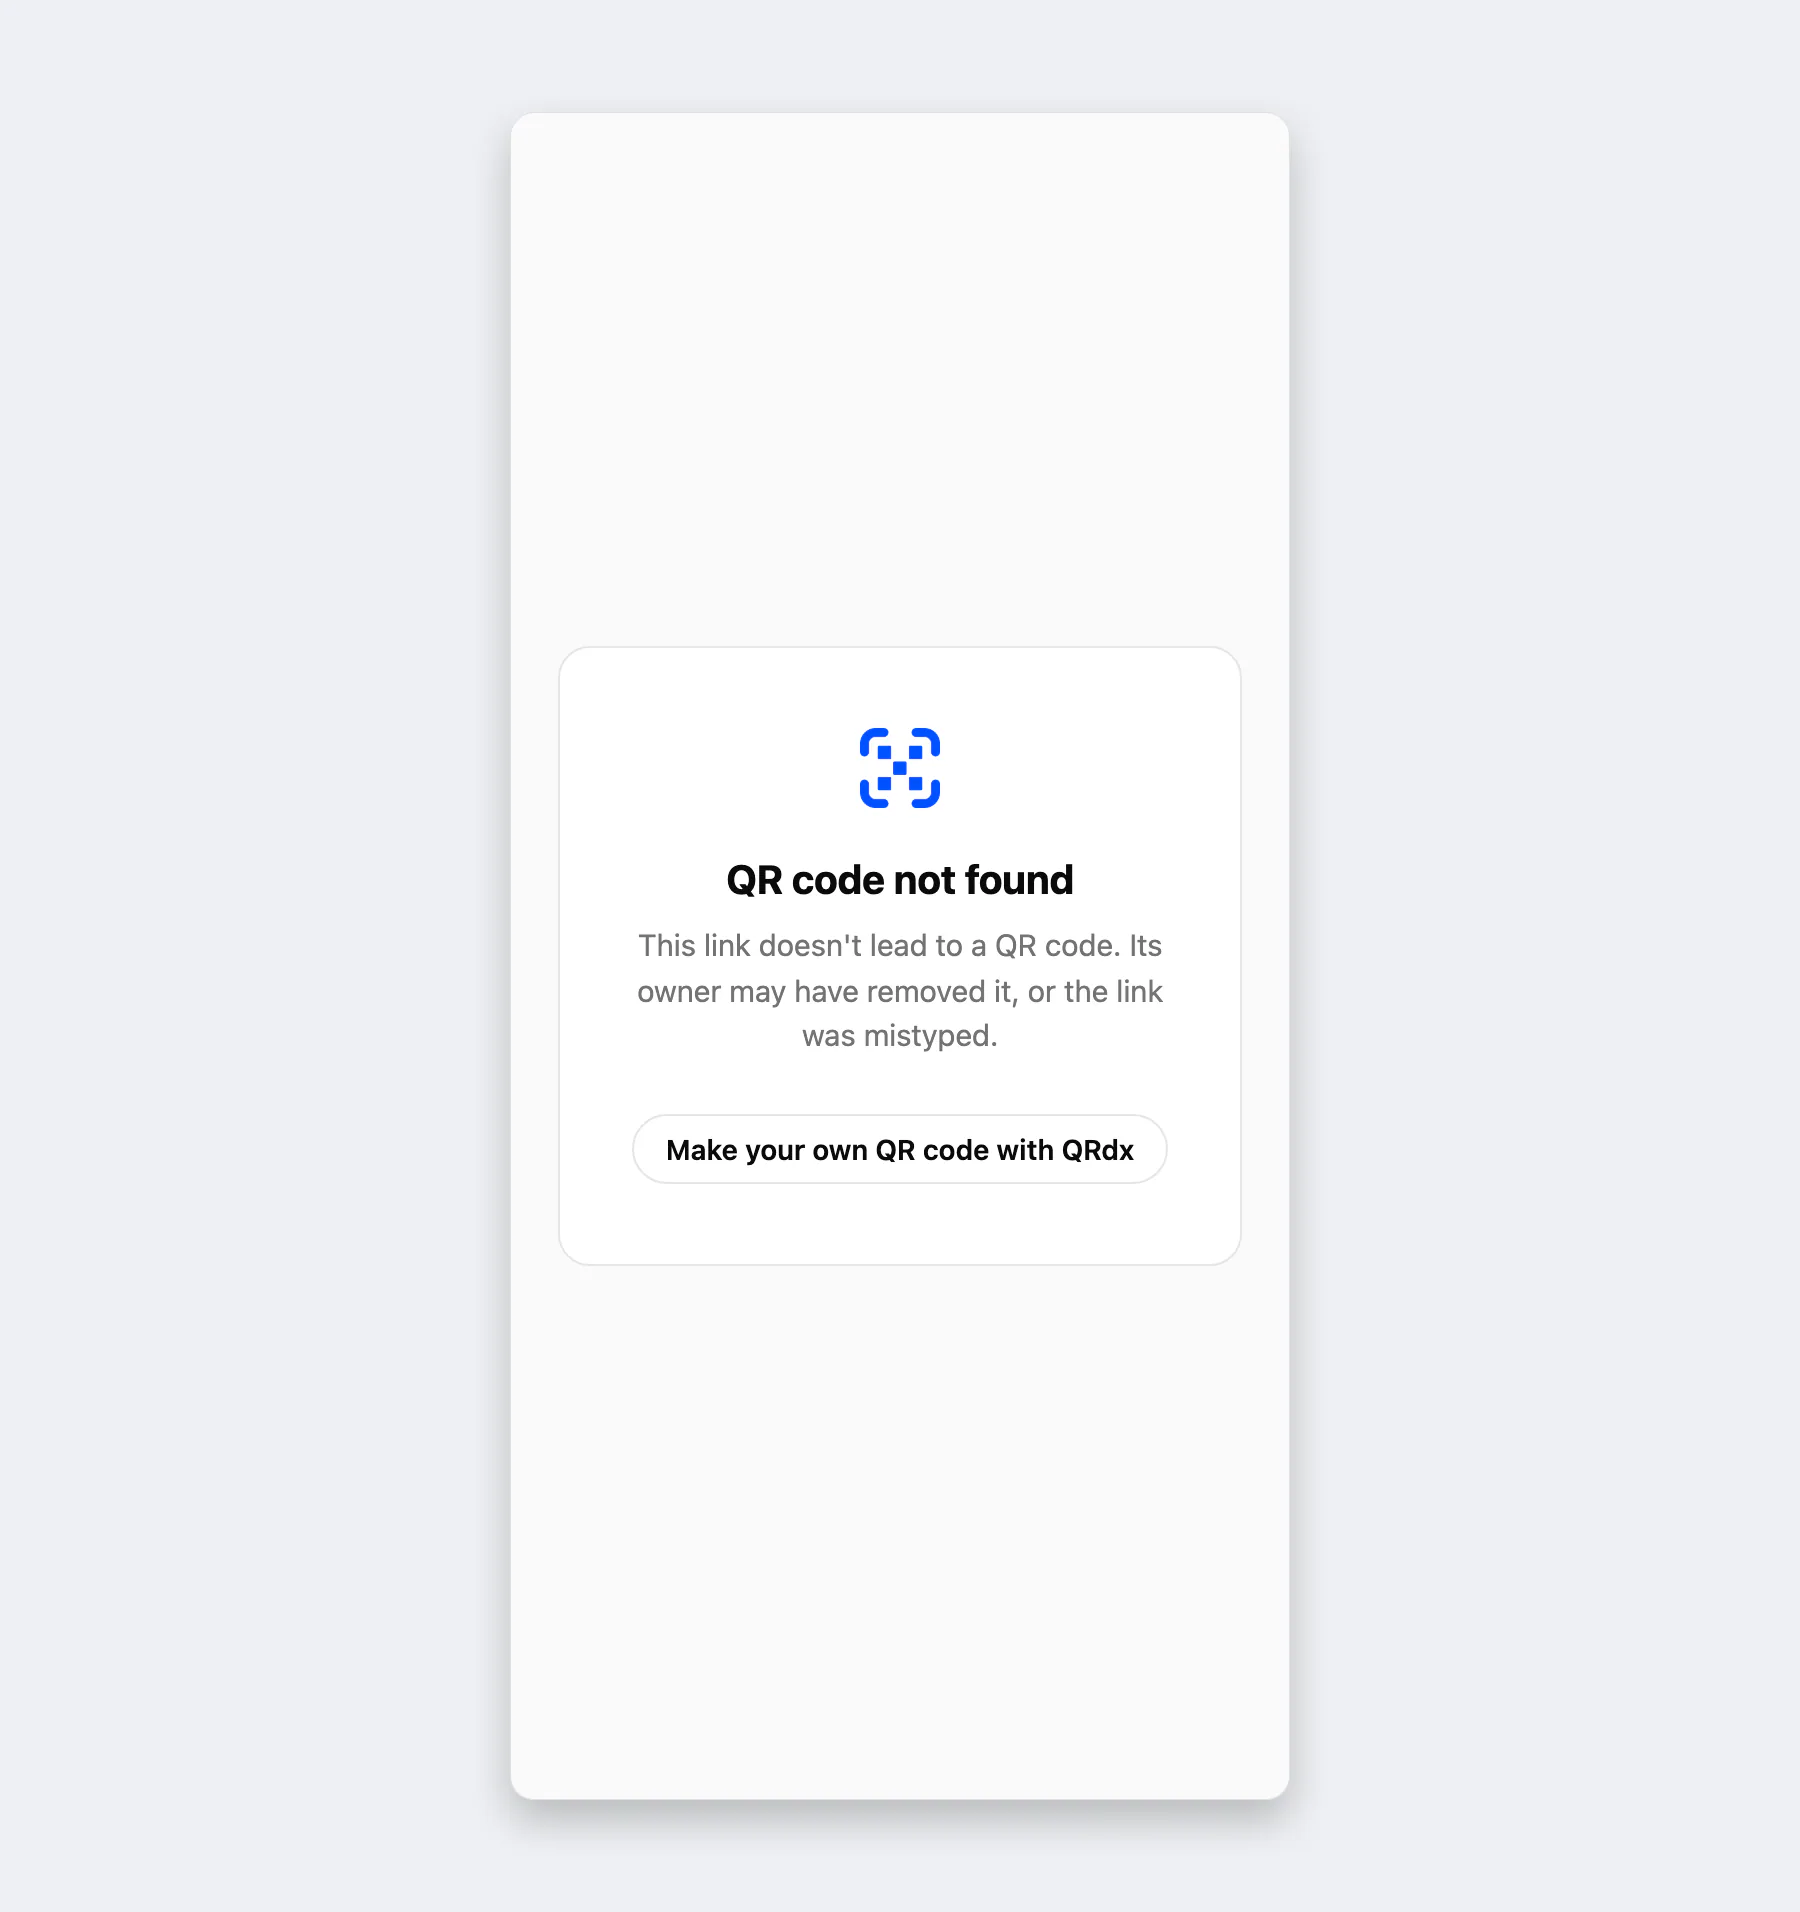 QR code not found
This link doesn't lead to a QR code. Its
owner may have removed it, or the link
was mistyped.
Make your own QR code with QRdx